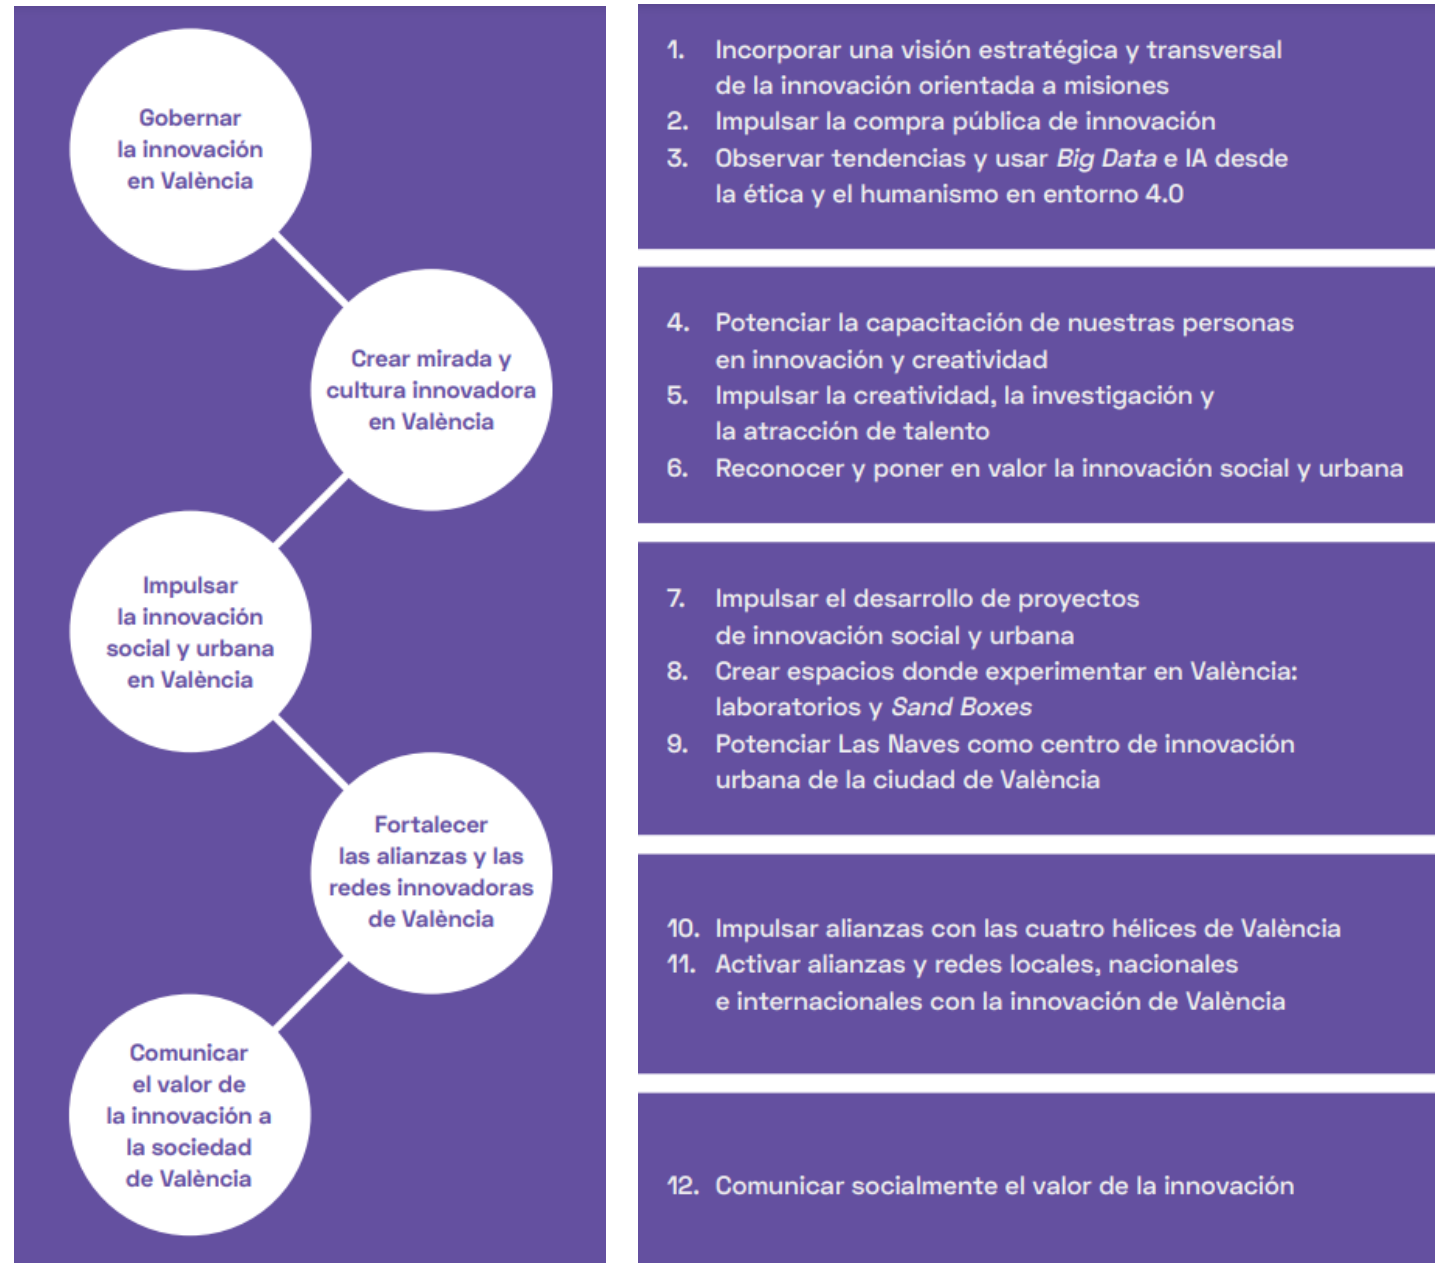 Gobernar
la innovación
en València
Crear mirada y
cultura innovadora
en València
Impulsar
la innovación
social y urbana
en València
Fortalecer
las alianzas y las
redes innovadoras
de València
Comunicar
el valor de
la innovación a
la sociedad
de València
1. Incorporar una visión estratégica y transversal
de la innovación orientada a misiones
2. Impulsar la compra pública de innovación
3. Observar tendencias y usar Big Data e IA desde
la ética y el humanismo en entorno 4.0
4. Potenciar la capacitación de nuestras personas
en innovación y creatividad
5. Impulsar la creatividad, la investigación y
la atracción de talento
6. Reconocer y poner en valor la innovación social y urbana
7. Impulsar el desarrollo de proyectos
de innovación social y urbana
8. Crear espacios donde experimentar en València:
laboratorios y Sand Boxes
9. Potenciar Las Naves como centro de innovación
urbana de la ciudad de València
10. Impulsar alianzas con las cuatro hélices de València
11. Activar alianzas y redes locales, nacionales
e internacionales con la innovación de València
12. Comunicar socialmente el valor de la innovación